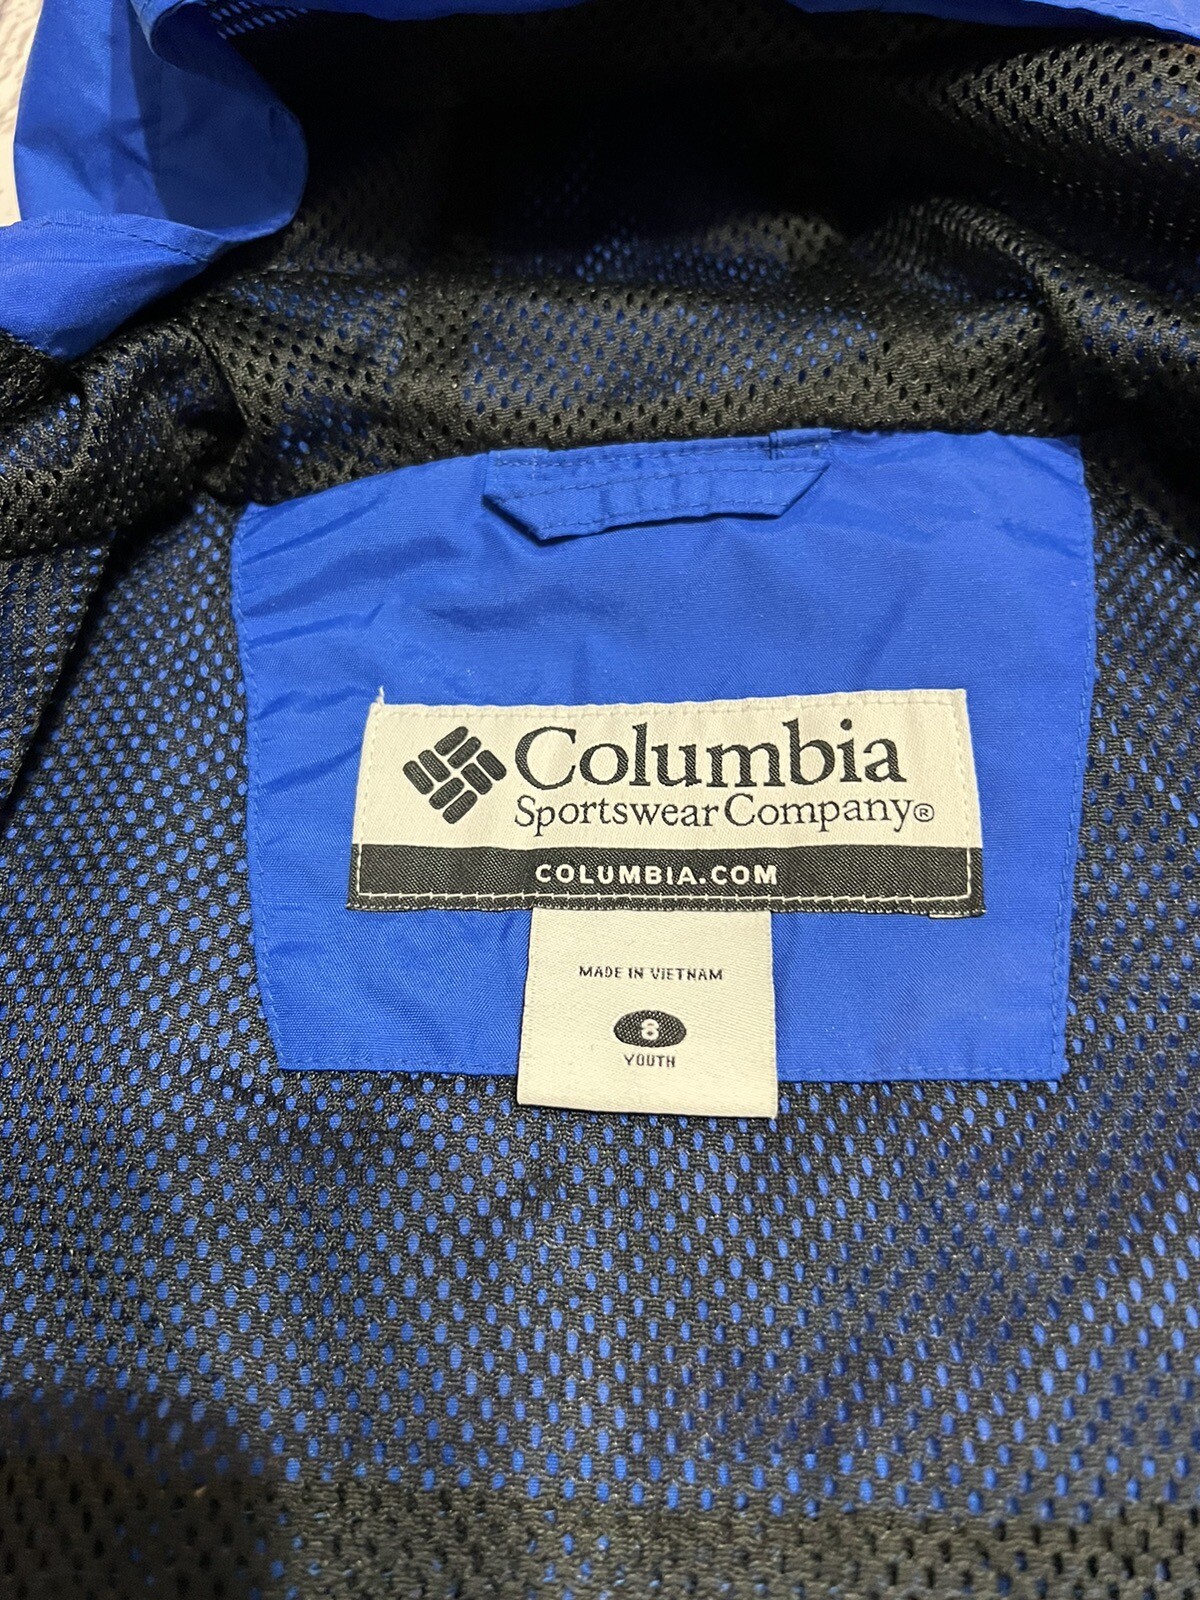 Columbia
Sportswear Company®
COLUMBIA.COM
MADE IN VIETNAM
8
YOUTH